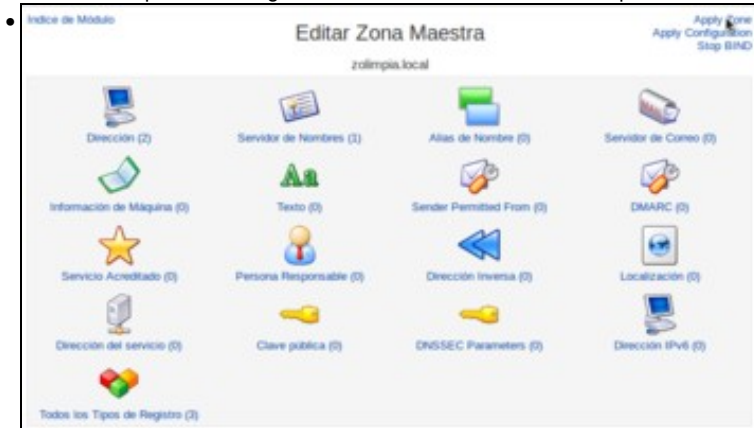 Índice de Módulo
Editar Zona Maestra
Apply Zone
Apply Configuration
Stop BIND
zolimpia.local
Dirección (2)
Servidor de Nombres (1)
Alias de Nombre (0)
Servidor de Correo (0)
Información de Máquina (0)
Texto (0)
Sender Permitted From (0)
DMARC (0)
Servicio Acreditado (0)
Persona Responsable (0)
Dirección Inversa (0)
Localización (0)
Dirección del servicio (0)
Clave pública (0)
DNSSEC Parameters (0)
Dirección IPv6 (0)
Todos los Tipos de Registro (3)